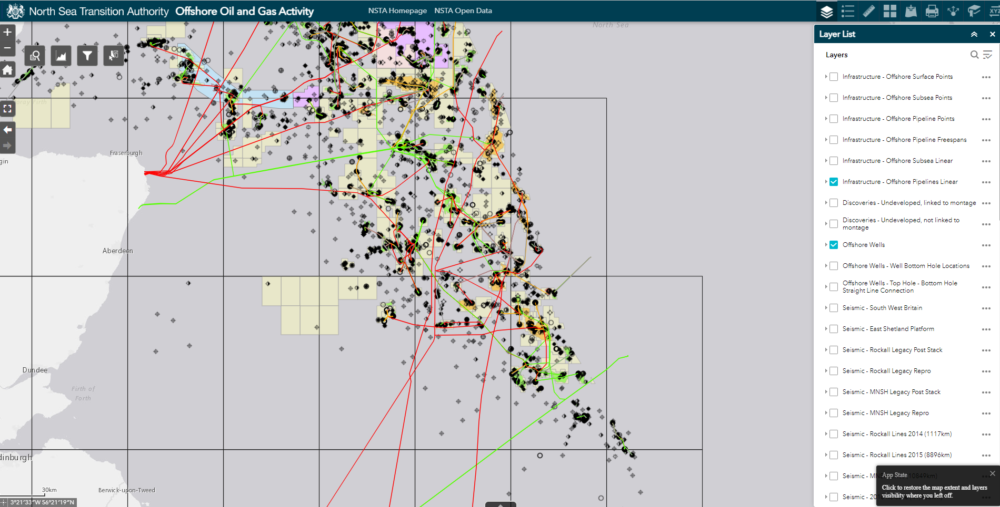 North Sea Transition Authority Offshore Oil and Gas Activity NSTA Homepage NSTA Open Data
XYZ
North Sea
Layer List
Layers
Infrastructure - Offshore Surface Points
Infrastructure - Offshore Subsea Points
Infrastructure - Offshore Pipeline Points
Infrastructure - Offshore Pipeline Freespans
Infrastructure - Offshore Subsea Linear
Infrastructure - Offshore Pipelines Linear
Discoveries - Undeveloped, linked to montage
Discoveries - Undeveloped, not linked to
montage
Offshore Wells
Offshore Wells - Well Bottom Hole Locations
Offshore Wells - Top Hole - Bottom Hole
Straight Line Connection
Seismic - South West Britain
Seismic - East Shetland Platform
Seismic - Rockall Legacy Post Stack
Seismic - Rockall Legacy Repro
Seismic - MNSH Legacy Post Stack
Seismic - MNSH Legacy Repro
Seismic - Rockall Lines 2014 (1117km)
Seismic - Rockall Lines 2015 (8896km)
Seismic - 
Seismic - 
App State
Click to restore the map extent and layers
visibility where you left off.
oray Firth
Fraserburgh
gin
Aberdeen
Dundee
Firth of
Forth
dinburgh
Berwick-upon-Tweed
30km
3°21'33"W 56°21'19"N